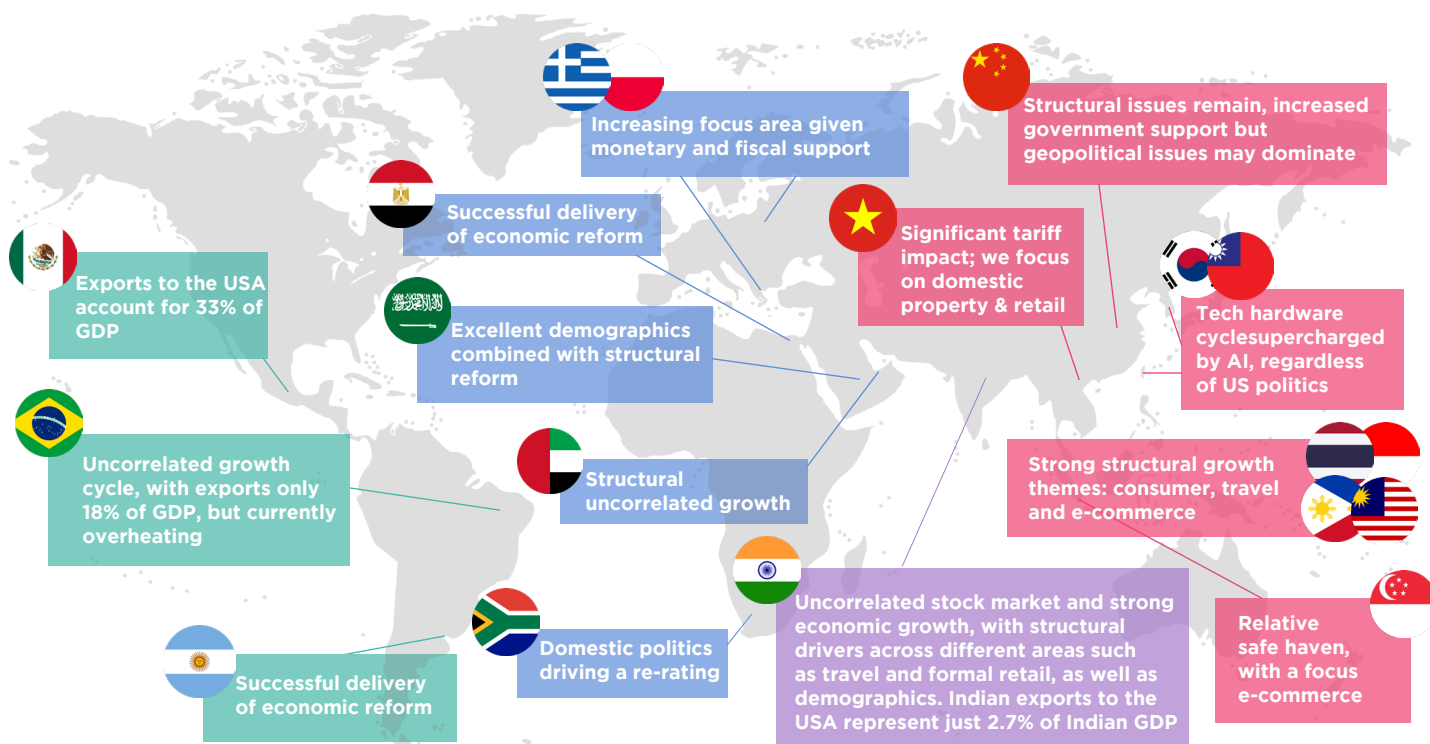 Increasing focus area given
monetary and fiscal support
Structural issues remain, increased
government support but
geopolitical issues may dominate
Successful delivery
of economic reform
Significant tariff
impact; we focus
on domestic
property & retail
Exports to the USA
account for 33% of
GDP
Excellent demographics
combined with structural
reform
Tech hardware
cyclesupercharged
by AI, regardless
of US politics
Uncorrelated growth
cycle, with exports only
18% of GDP, but currently
overheating
Structural
uncorrelated growth
Strong structural growth
themes: consumer, travel
and e-commerce
Uncorrelated stock market and strong
economic growth, with structural
drivers across different areas such
as travel and formal retail, as well as
demographics. Indian exports to the
USA represent just 2.7% of Indian GDP
Relative
safe haven,
with a focus
e-commerce
Domestic politics
driving a re-rating
Successful delivery
of economic reform